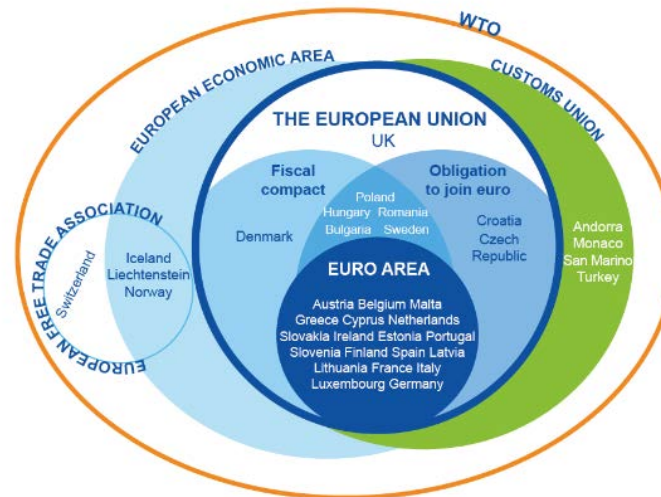 WTO
EUROPEAN ECONOMIC AREA
CUSTOMS UNION
THE EUROPEAN UNION
UK
Fiscal
compact
Obligation
to join euro
Poland
Hungary Romania
Bulgaria Sweden
Denmark
Croatia
Czech
Republic
Andorra
Monaco
San Marino
Turkey
EUROPEAN FREE TRADE ASSOCIATION
Switzerland
Iceland
Liechtenstein
Norway
EURO AREA
Austria Belgium Malta
Greece Cyprus Netherlands
Slovakia Ireland Estonia Portugal
Slovenia Finland Spain Latvia
Lithuania France Italy
Luxembourg Germany